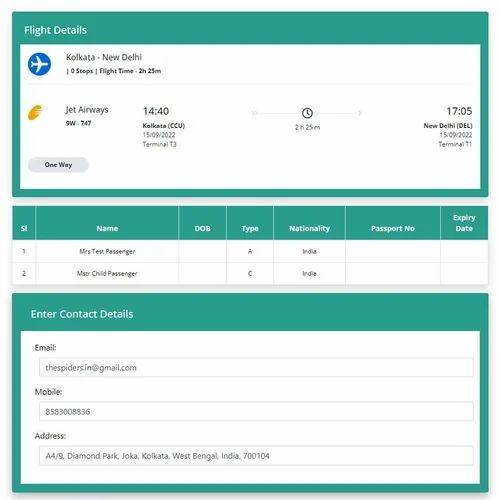 Flight Details
Kolkata - New Delhi
| 0 Stops | Flight Time - 2h 25m
Jet Airways 14:40 17:05
9W - 747 Kolkata (CCU) 2 h 25 m New Delhi (DEL)
15/09/2022 15/09/2022
Terminal T3 Terminal T1
One Way
Sl Name DOB Type Nationality Passport No Expiry Date
1 Mrs Test Passenger A India
2 Mstr Child Passenger C India
Enter Contact Details
Email:
thespiders.in@gmail.com
Mobile:
8583008836
Address:
A4/9, Diamond Park, Joka, Kolkata, West Bengal, India, 700104